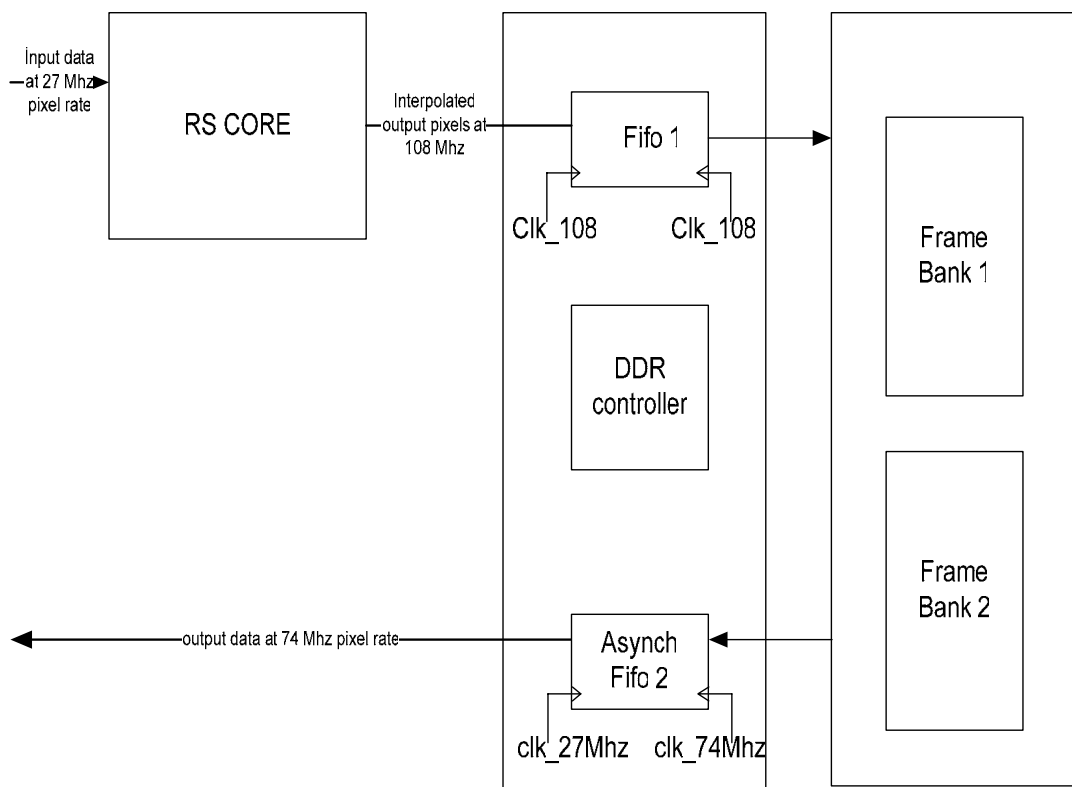 Input data
at 27 Mhz
pixel rate
RS CORE
Interpolated
output pixels at
108 Mhz
Fifo 1
Clk_108
Clk_108
Frame
Bank 1
DDR
controller
Frame
Bank 2
output data at 74 Mhz pixel rate
Asynch
Fifo 2
clk_27Mhz
clk_74Mhz